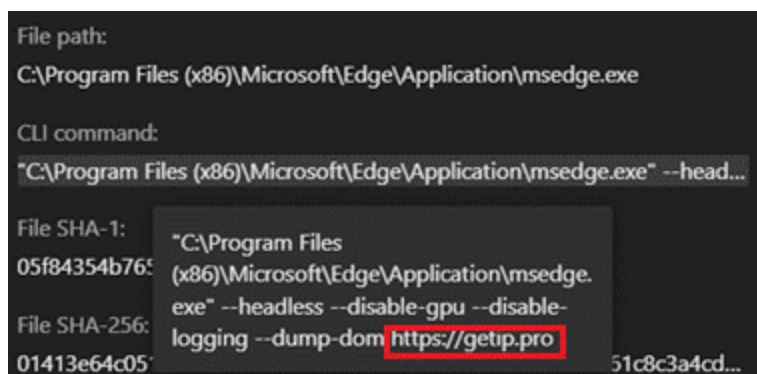 File path:
C:\Program Files (x86)\Microsoft\Edge\Application\msedge.exe
CLI command:
"C:\Program Files (x86)\Microsoft\Edge\Application\msedge.exe" --head...
File SHA-1:
05f84354b765
File SHA-256:
01413e64c05
61c8c3a4cd...
"C:\Program Files
(x86)\Microsoft\Edge\Application\msedge.
exe" --headless --disable-gpu --disable-
logging --dump-dom https://getip.pro